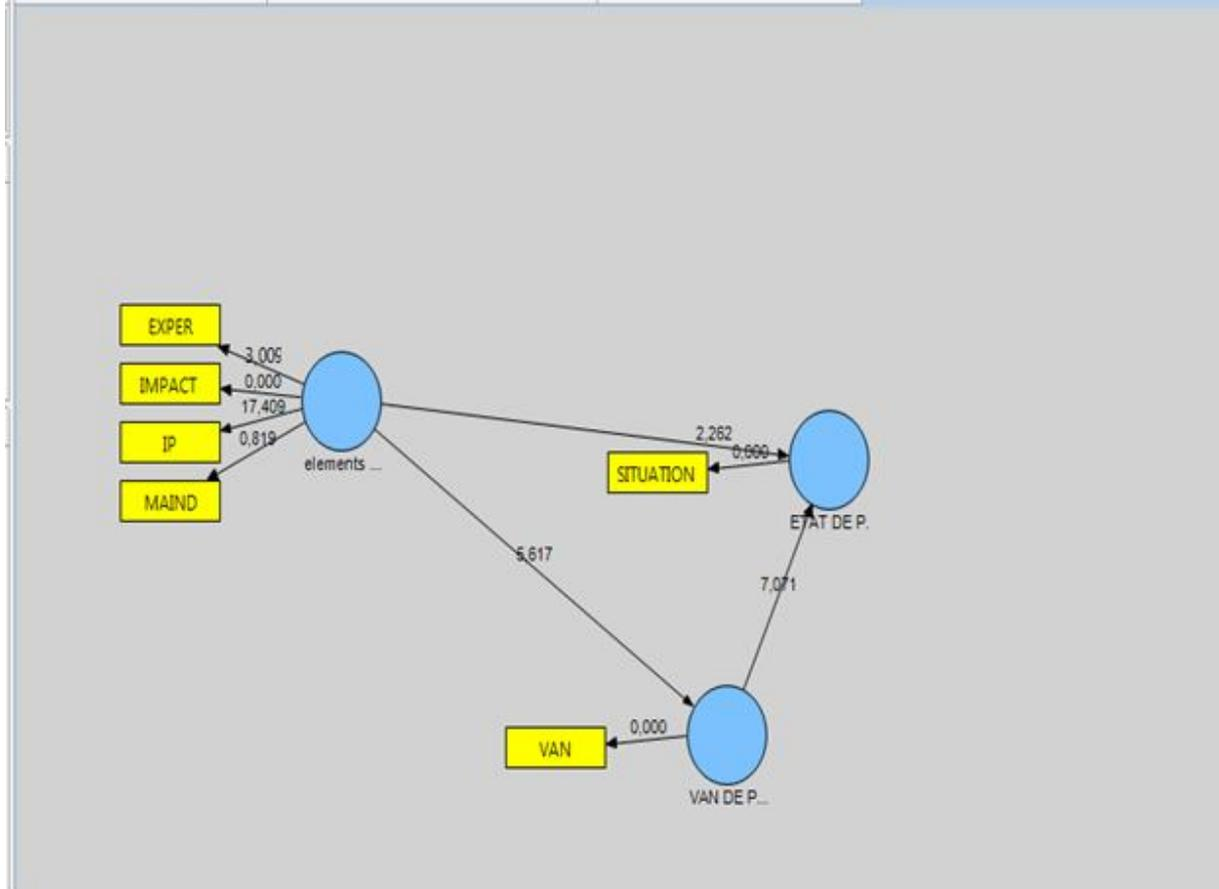 EXPER
3,009
IMPACT
0,000
17,409
IP
0,819
MAIND
elements ...
2,262
0,000
SITUATION
ETAT DE P.
5,617
7,071
0,000
VAN
VAN DE P...